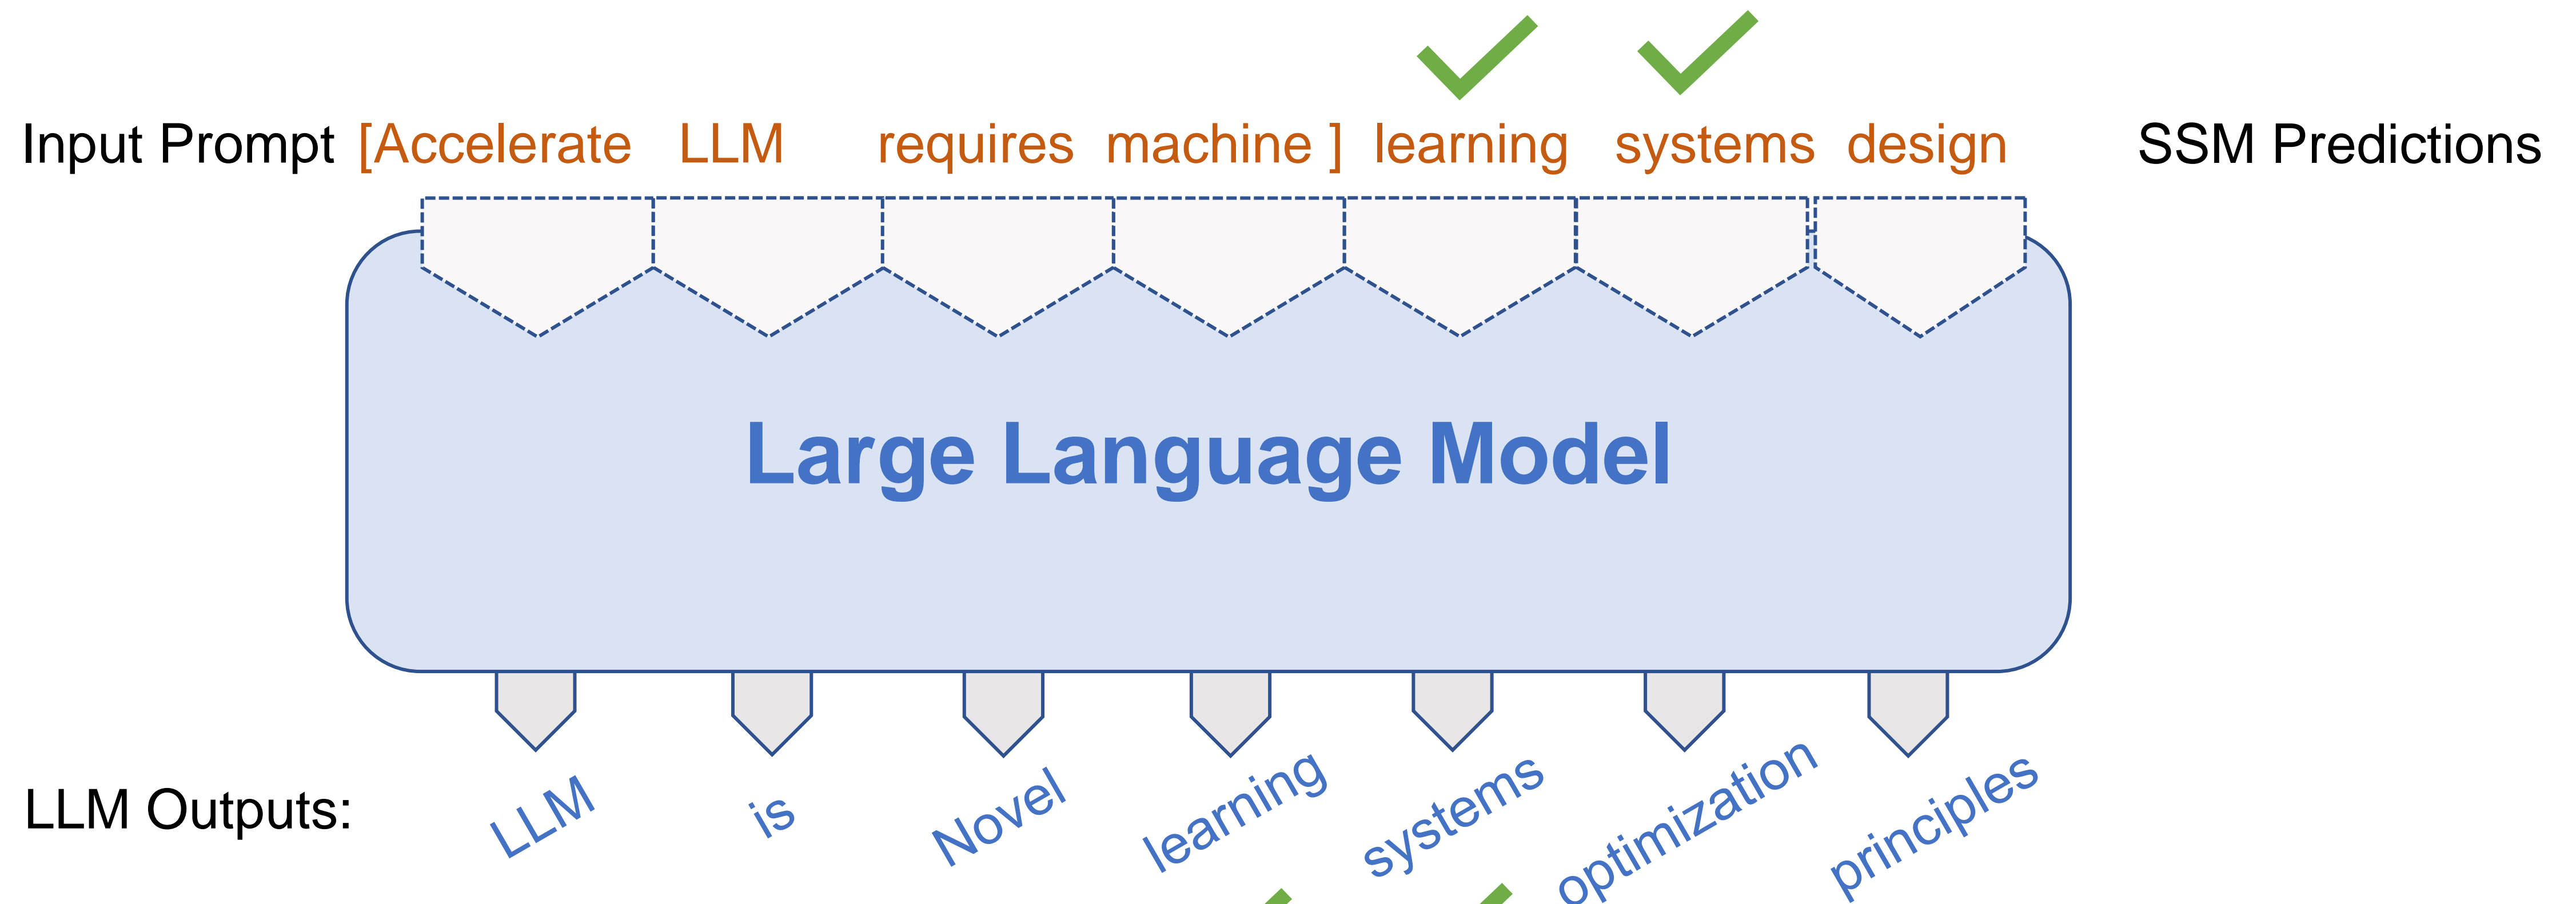 Input Prompt [Accelerate LLM requires machine ] learning systems design SSM Predictions
Large Language Model
LLM Outputs: LLM is Novel learning systems optimization principles